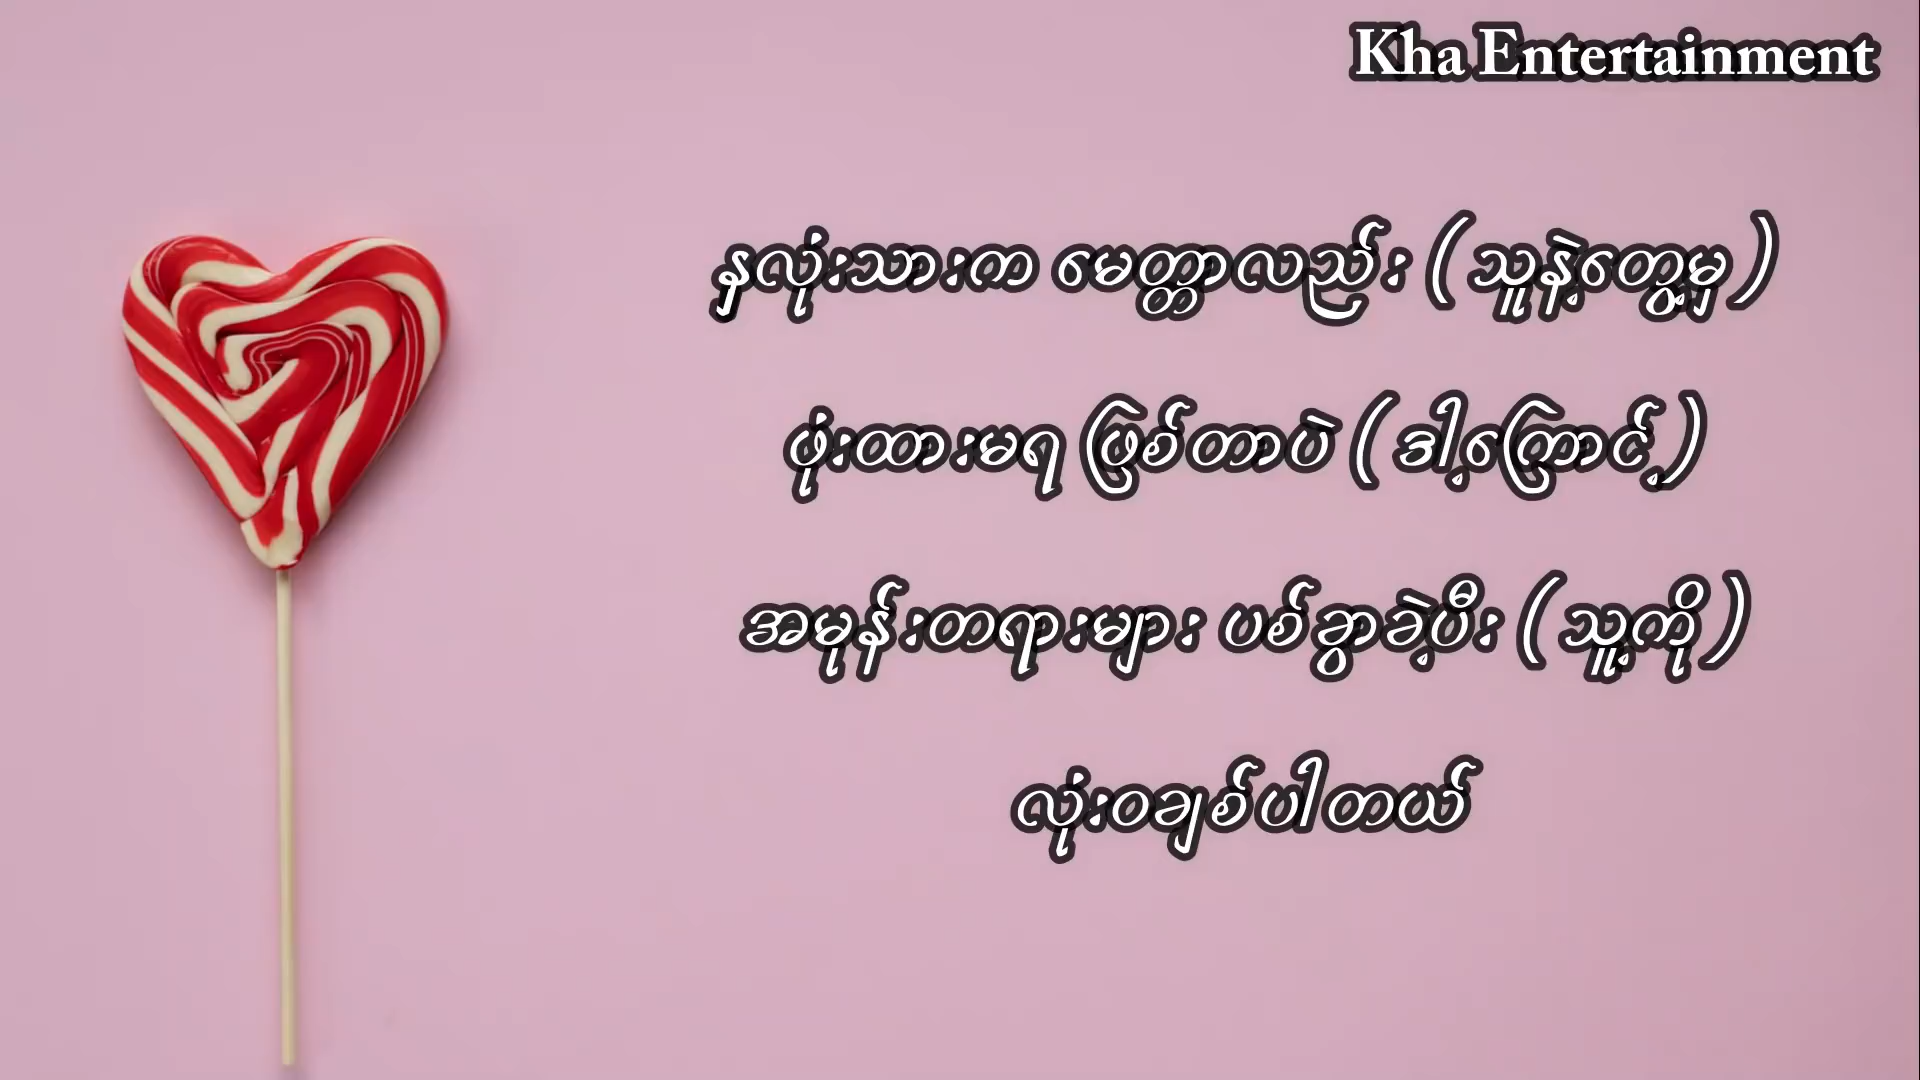 Kha Entertainment
နှလုံးသားက မေတ္တာလည်း ( သူနဲ့တွေ့မှ )
ဖုံးထားမရ ဖြစ်တာပဲ ( ဒါ့ကြောင့် )
အမုန်းတရားများ ပစ်ခွာခဲ့ပီး ( သူ့ကို )
လုံးဝချစ်ပါတယ်